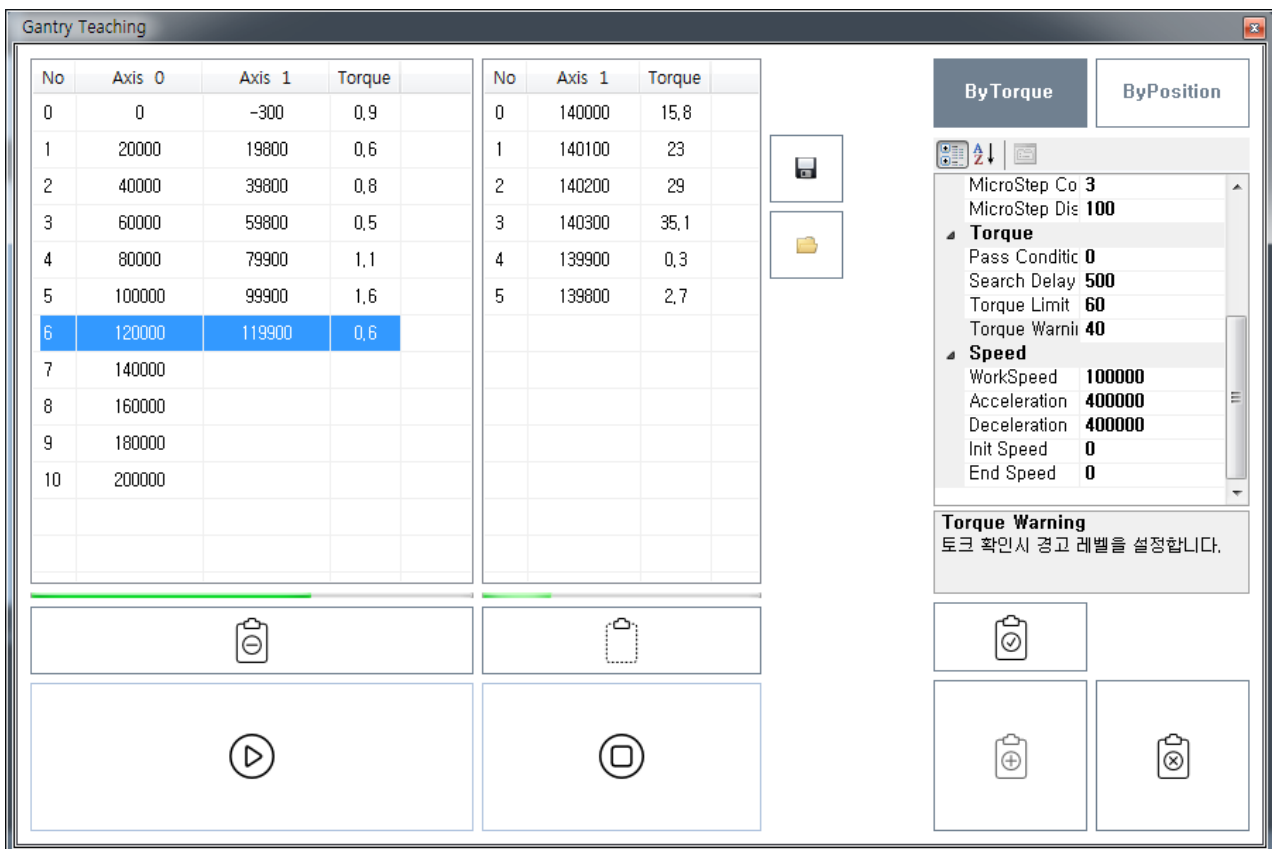 Gantry Teaching
No Axis 0 Axis 1 Torque
0 0 -300 0,9
1 20000 19800 0,6
2 40000 39800 0,8
3 60000 59800 0,5
4 80000 79900 1,1
5 100000 99900 1,6
6 120000 119900 0,6
7 140000
8 160000
9 180000
10 200000
No Axis 1 Torque
0 140000 15,8
1 140100 23
2 140200 29
3 140300 35,1
4 139900 0,3
5 139800 2,7
ByTorque ByPosition
MicroStep Co 3
MicroStep Dis 100
Torque
Pass Conditic 0
Search Delay 500
Torque Limit 60
Torque Warnii 40
Speed
WorkSpeed 100000
Acceleration 400000
Deceleration 400000
Init Speed 0
End Speed 0
Torque Warning
토크 확인시 경고 레벨을 설정합니다.